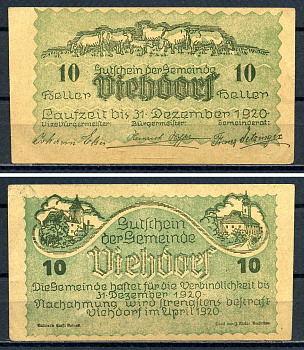 10 Gutschein der Gemeinde 10
Heller Viehdorf Heller
Laufzeit bis 31. Dezember 1920
Vizebürgermeister: Bürgermeister: Gemeinderat:
Gutschein
der Gemeinde
10 Viehdorf 10
Die Gemeinde haftet für die Verbindlichkeit bis
31. Dezember 1920.
Nachahmung wird strengstens bestraft
Viehdorf im April 1920